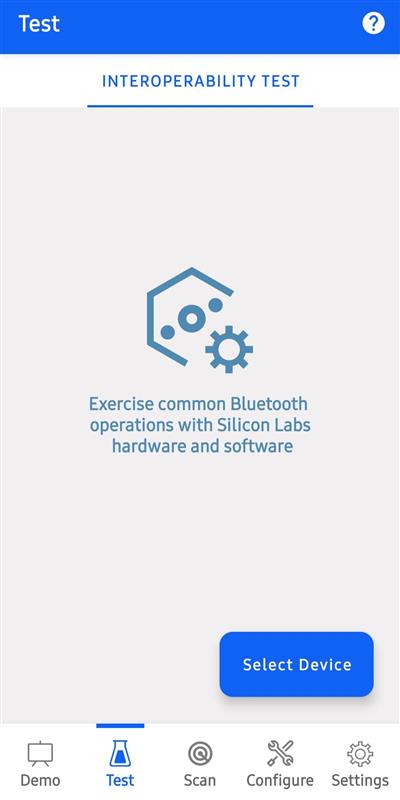 Test
?
INTEROPERABILITY TEST
Exercise common Bluetooth
operations with Silicon Labs
hardware and software
Select Device
Demo
Test
Scan
Configure
Settings